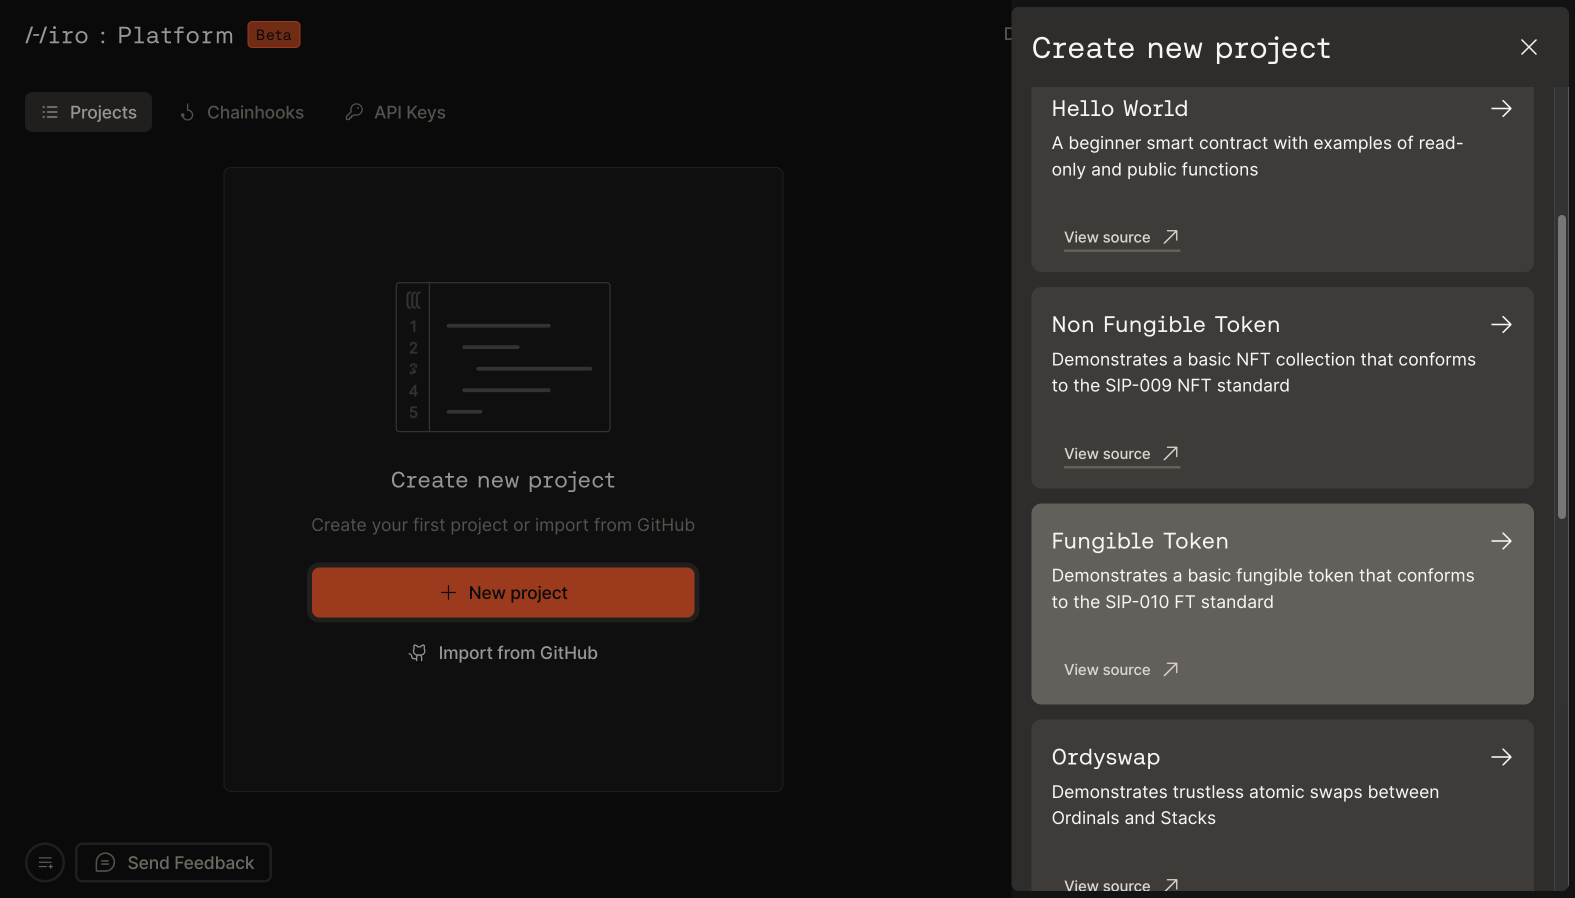 Hiro : Platform
Beta
Projects
Chainhooks
API Keys
1
2
3
4
5
Create new project
Create your first project or import from GitHub
New project
Import from GitHub
Send Feedback
Create new project
Hello World
A beginner smart contract with examples of read-
only and public functions
View source
Non Fungible Token
Demonstrates a basic NFT collection that conforms
to the SIP-009 NFT standard
View source
Fungible Token
Demonstrates a basic fungible token that conforms
to the SIP-010 FT standard
View source
Ordyswap
Demonstrates trustless atomic swaps between
Ordinals and Stacks
View source